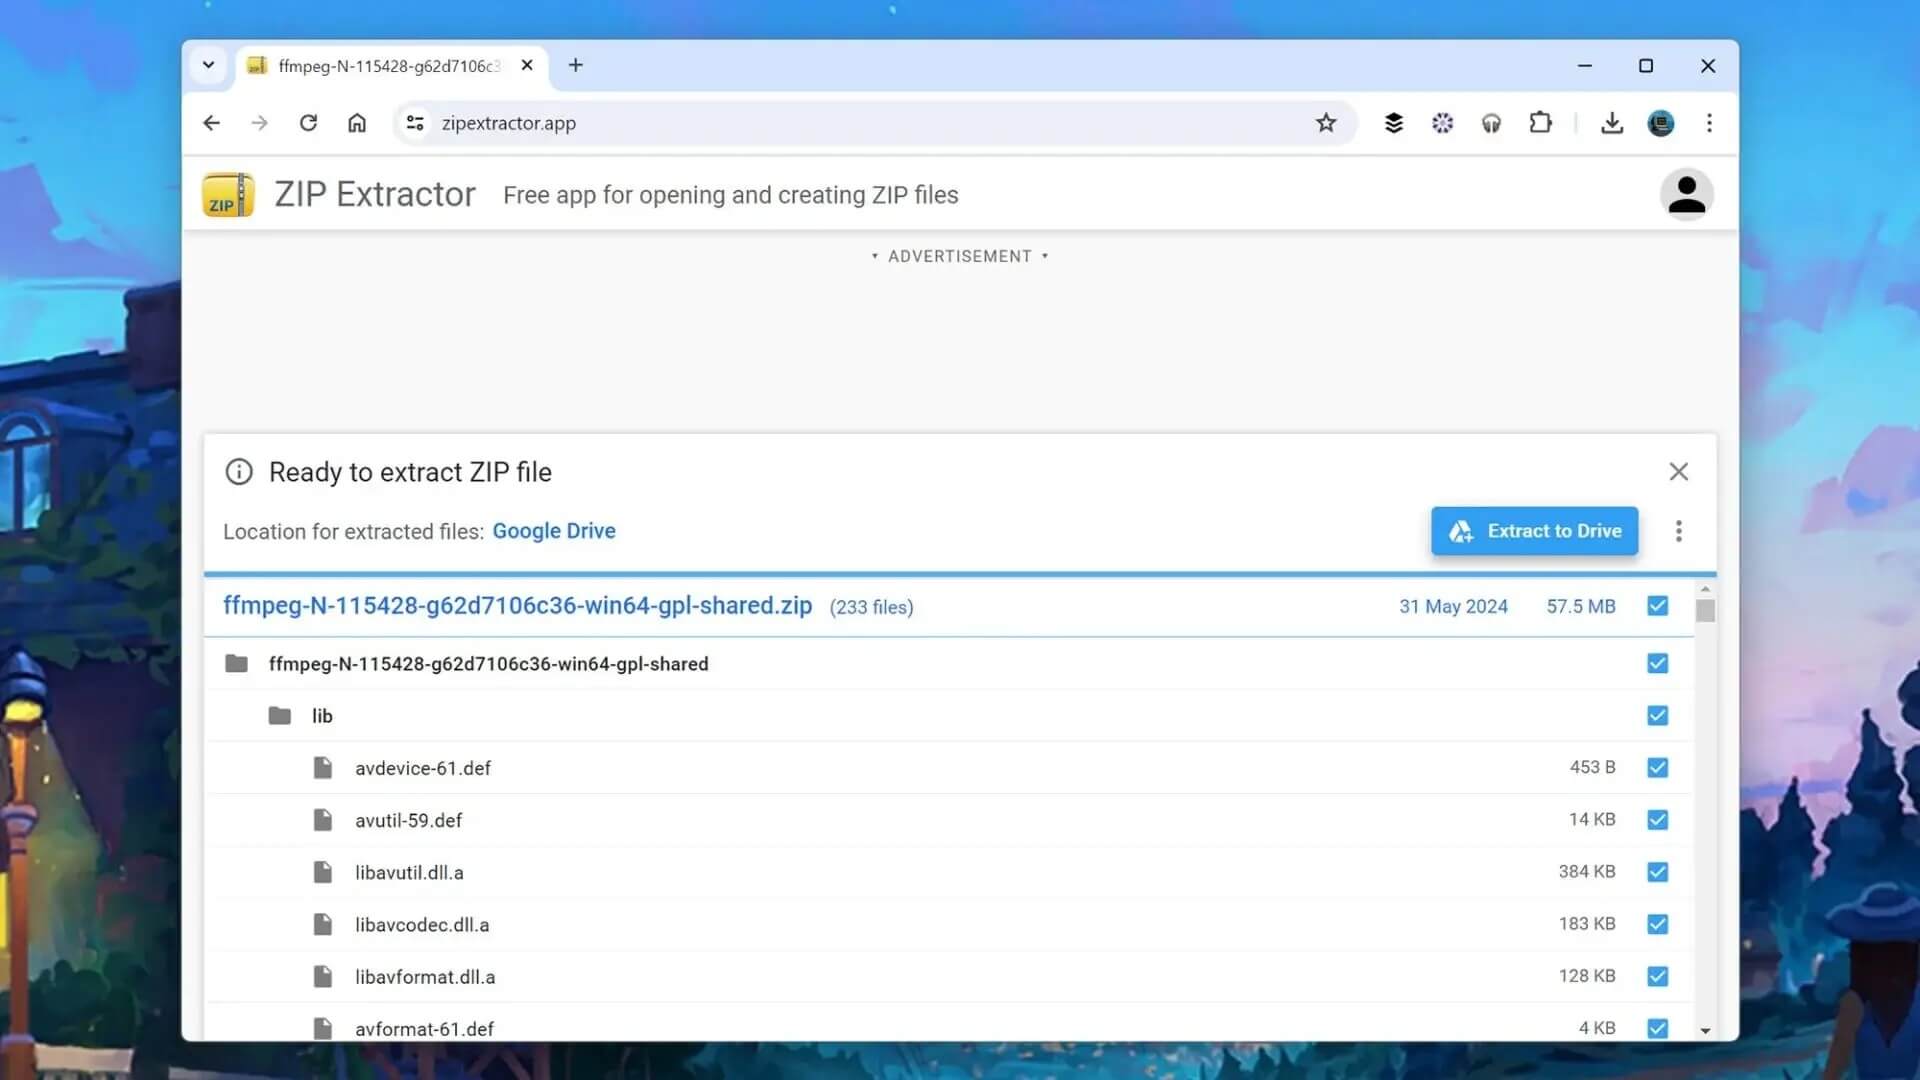 ffmpeg-N-115428-g62d7106c3
zipextractor.app
ZIP
ZIP Extractor Free app for opening and creating ZIP files
• ADVERTISEMENT •
Ready to extract ZIP file
Location for extracted files: Google Drive
Extract to Drive
ffmpeg-N-115428-g62d7106c36-win64-gpl-shared.zip (233 files) 31 May 2024 57.5 MB
ffmpeg-N-115428-g62d7106c36-win64-gpl-shared
lib
avdevice-61.def 453 B
avutil-59.def 14 KB
libavutil.dll.a 384 KB
libavcodec.dll.a 183 KB
libavformat.dll.a 128 KB
avformat-61.def 4 KB